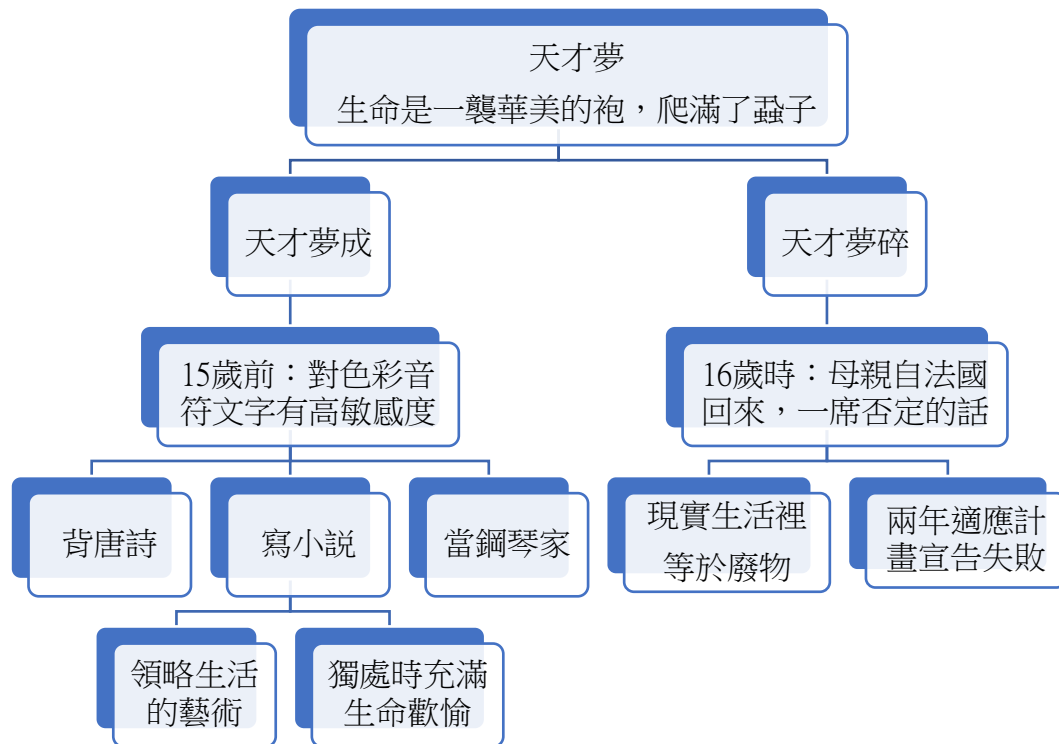 天才夢
生命是一襲華美的袍，爬滿了蝨子
天才夢成
天才夢碎
15歲前：對色彩音
符文字有高敏感度
16歲時：母親自法國
回來，一席否定的話
背唐詩
寫小說
當鋼琴家
現實生活裡
等於廢物
兩年適應計
畫宣告失敗
領略生活
的藝術
獨處時充滿
生命歡愉